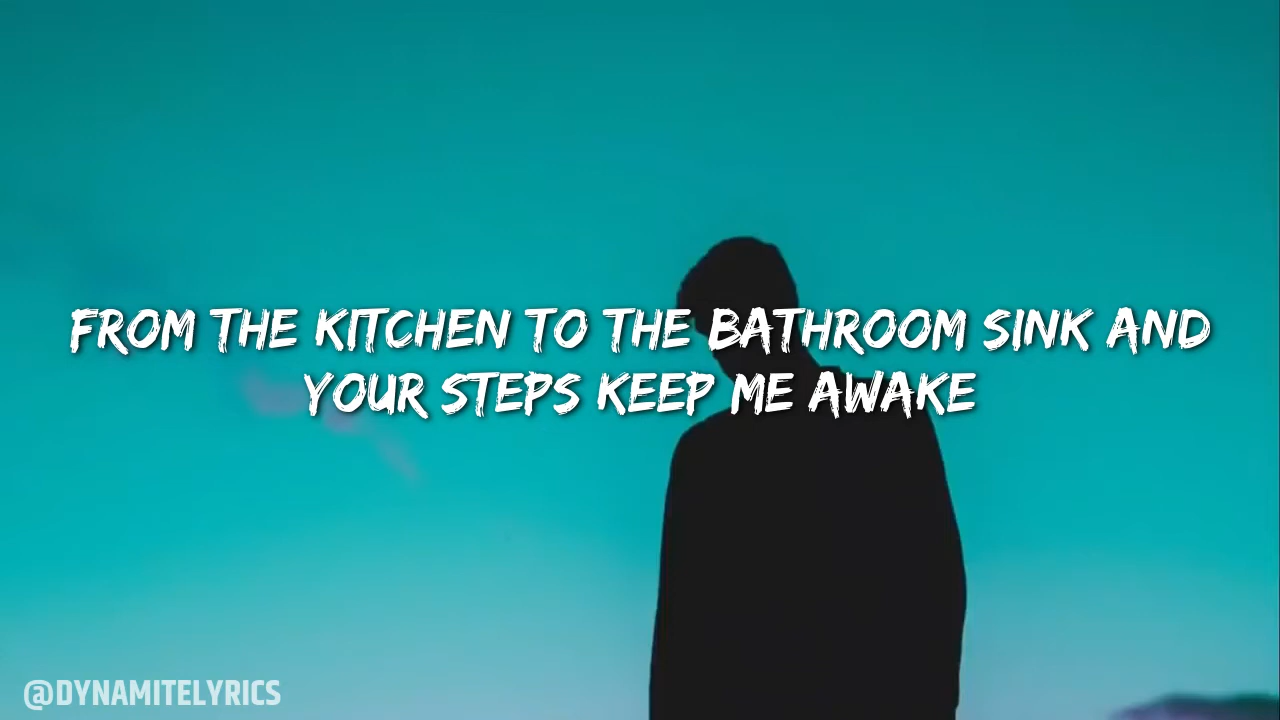 FROM THE KITCHEN TO THE BATHROOM SINK AND
YOUR STEPS KEEP ME AWAKE
@DYNAMITELYRICS